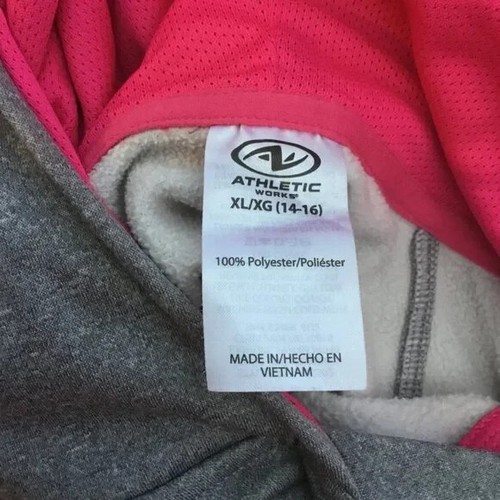 ATHLETIC
WORKS®
XL/XG (14-16)
100% Polyester/Poliéster
MADE IN/HECHO EN
VIETNAM